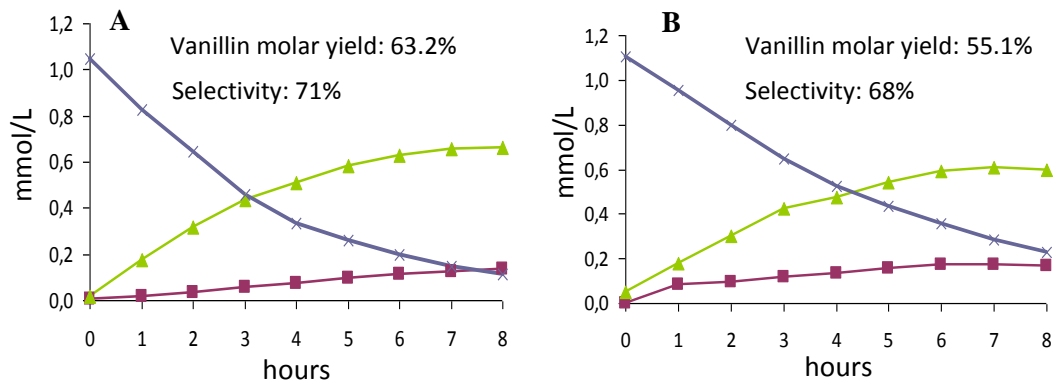 A
Vanillin molar yield: 63.2%
Selectivity: 71%
mmol/L
1,2
1,0
0,8
0,6
0,4
0,2
0,0
0 1 2 3 4 5 6 7 8
hours
B
Vanillin molar yield: 55.1%
Selectivity: 68%
mmol/L
1,2
1,0
0,8
0,6
0,4
0,2
0,0
0 1 2 3 4 5 6 7 8
hours